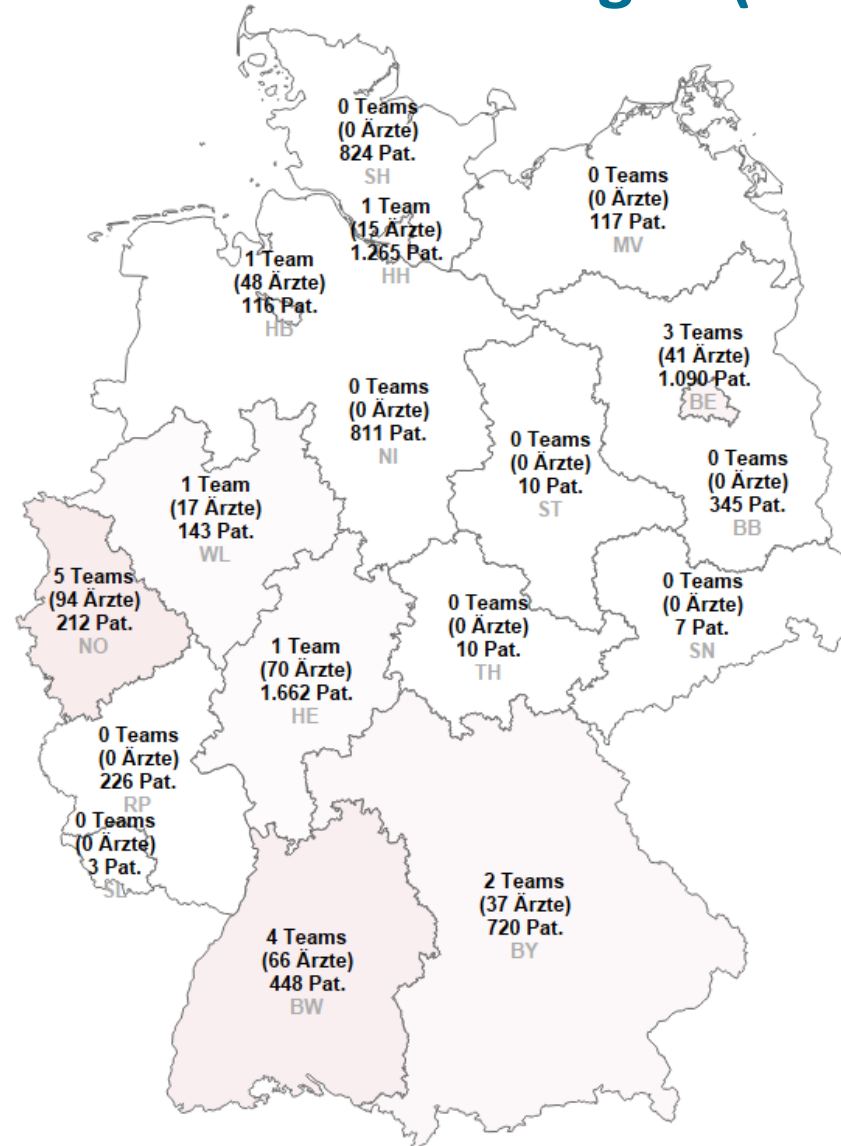 0 Teams
(0 Ärzte)
824 Pat.
SH
0 Teams
(0 Ärzte)
117 Pat.
MV
1 Team
(15 Ärzte)
1.265 Pat.
HH
1 Team
(48 Ärzte)
116 Pat.
HB
3 Teams
(41 Ärzte)
1.090 Pat.
BE
0 Teams
(0 Ärzte)
811 Pat.
NI
0 Teams
(0 Ärzte)
10 Pat.
ST
0 Teams
(0 Ärzte)
345 Pat.
BB
1 Team
(17 Ärzte)
143 Pat.
WL
5 Teams
(94 Ärzte)
212 Pat.
NO
1 Team
(70 Ärzte)
1.662 Pat.
HE
0 Teams
(0 Ärzte)
10 Pat.
TH
0 Teams
(0 Ärzte)
7 Pat.
SN
0 Teams
(0 Ärzte)
226 Pat.
RP
0 Teams
(0 Ärzte)
3 Pat.
SL
4 Teams
(66 Ärzte)
448 Pat.
BW
2 Teams
(37 Ärzte)
720 Pat.
BY